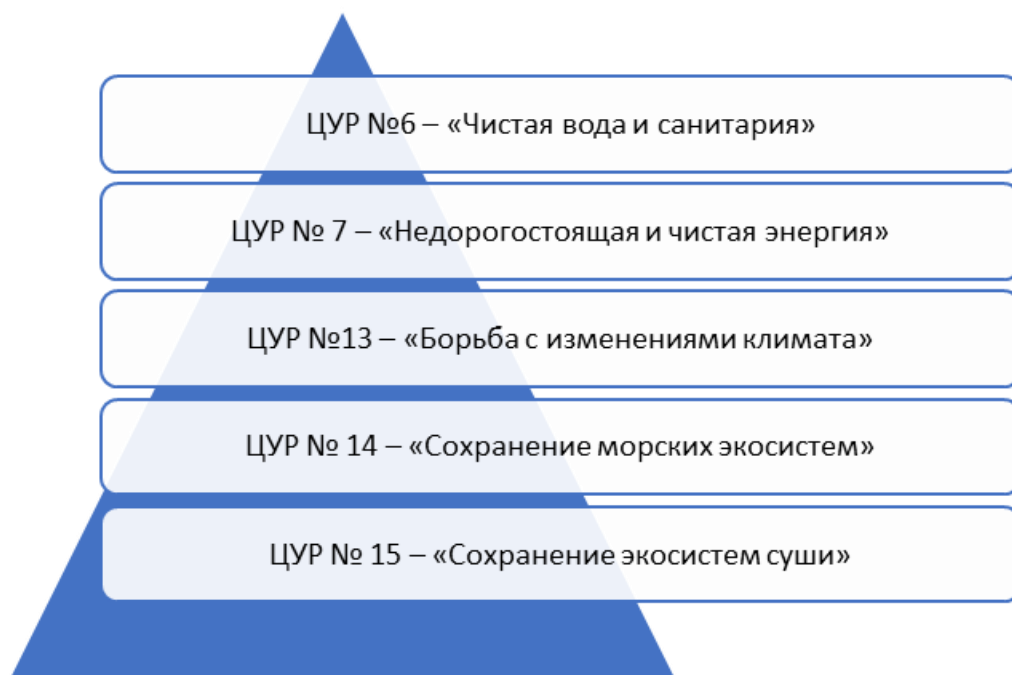 ЦУР №6 – «Чистая вода и санитария»
ЦУР № 7 – «Недорогостоящая и чистая энергия»
ЦУР №13 – «Борьба с изменениями климата»
ЦУР № 14 – «Сохранение морских экосистем»
ЦУР № 15 – «Сохранение экосистем суши»